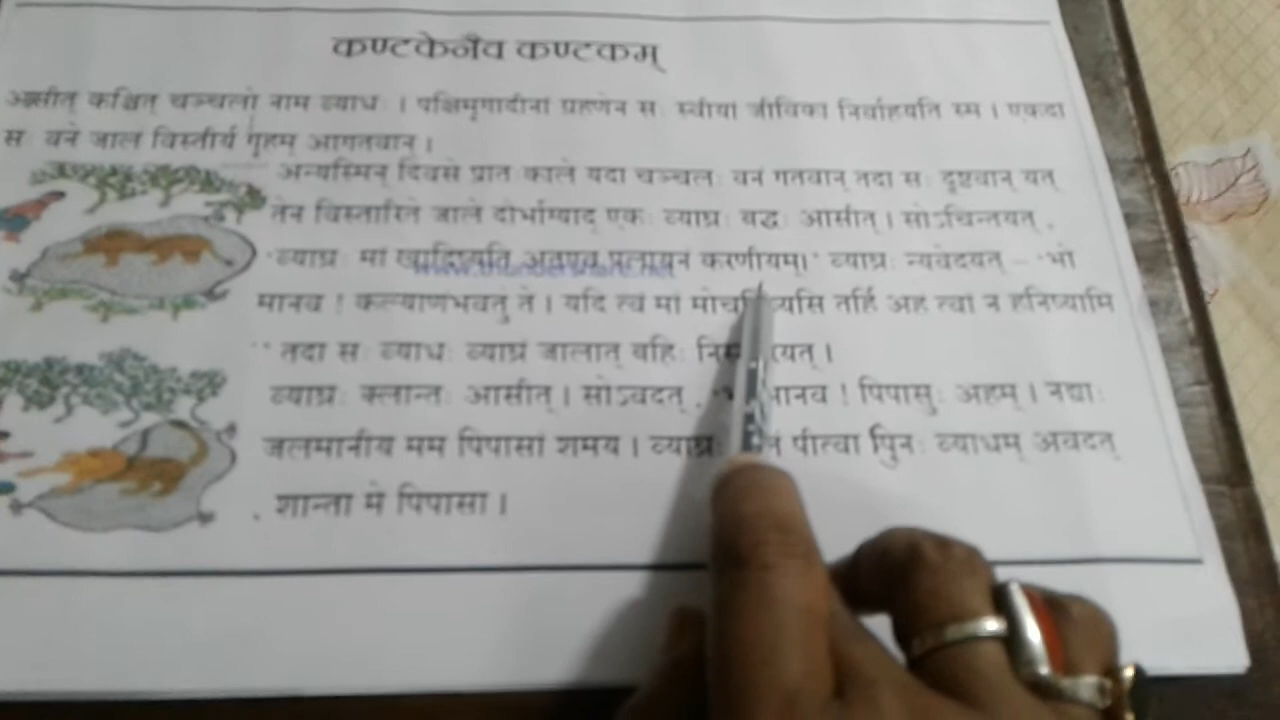 कण्टकेनैव कण्टकम्
आसीत् कश्चित् चञ्चलो नाम व्याधः । पक्षिमृगादीनां ग्रहणेन सः स्वीयां जीविकां निर्वाहयति स्म । एकदा
सः वने जालं विस्तीर्य गृहम् आगतवान् ।
अन्यस्मिन् दिवसे प्रातःकाले यदा चञ्चलः वनं गतवान् तदा सः दृष्टवान् यत्
तेन विस्तारिते जाले दौर्भाग्याद् एकः व्याघ्रः बद्धः आसीत् । सोऽचिन्तयत् ,
'व्याघ्रः मां खादिष्यति अतएव पलायनं करणीयम्।' व्याघ्रः न्यवेदयत् – 'भो
मानव ! कल्याणं भवतु ते । यदि त्वं मां तर्हि अहं त्वां न हनिष्यामि
'' तदा सः व्याधः व्याघ्रं जालात् बहिः
व्याघ्रः क्लान्तः आसीत् । सोऽवदत् , मानव ! पिपासुः अहम् । नद्याः
जलमानीय मम पिपासां शमय । व्याघ्रः पीत्वा पुनः व्याधम् अवदत्
, शान्ता मे पिपासा ।